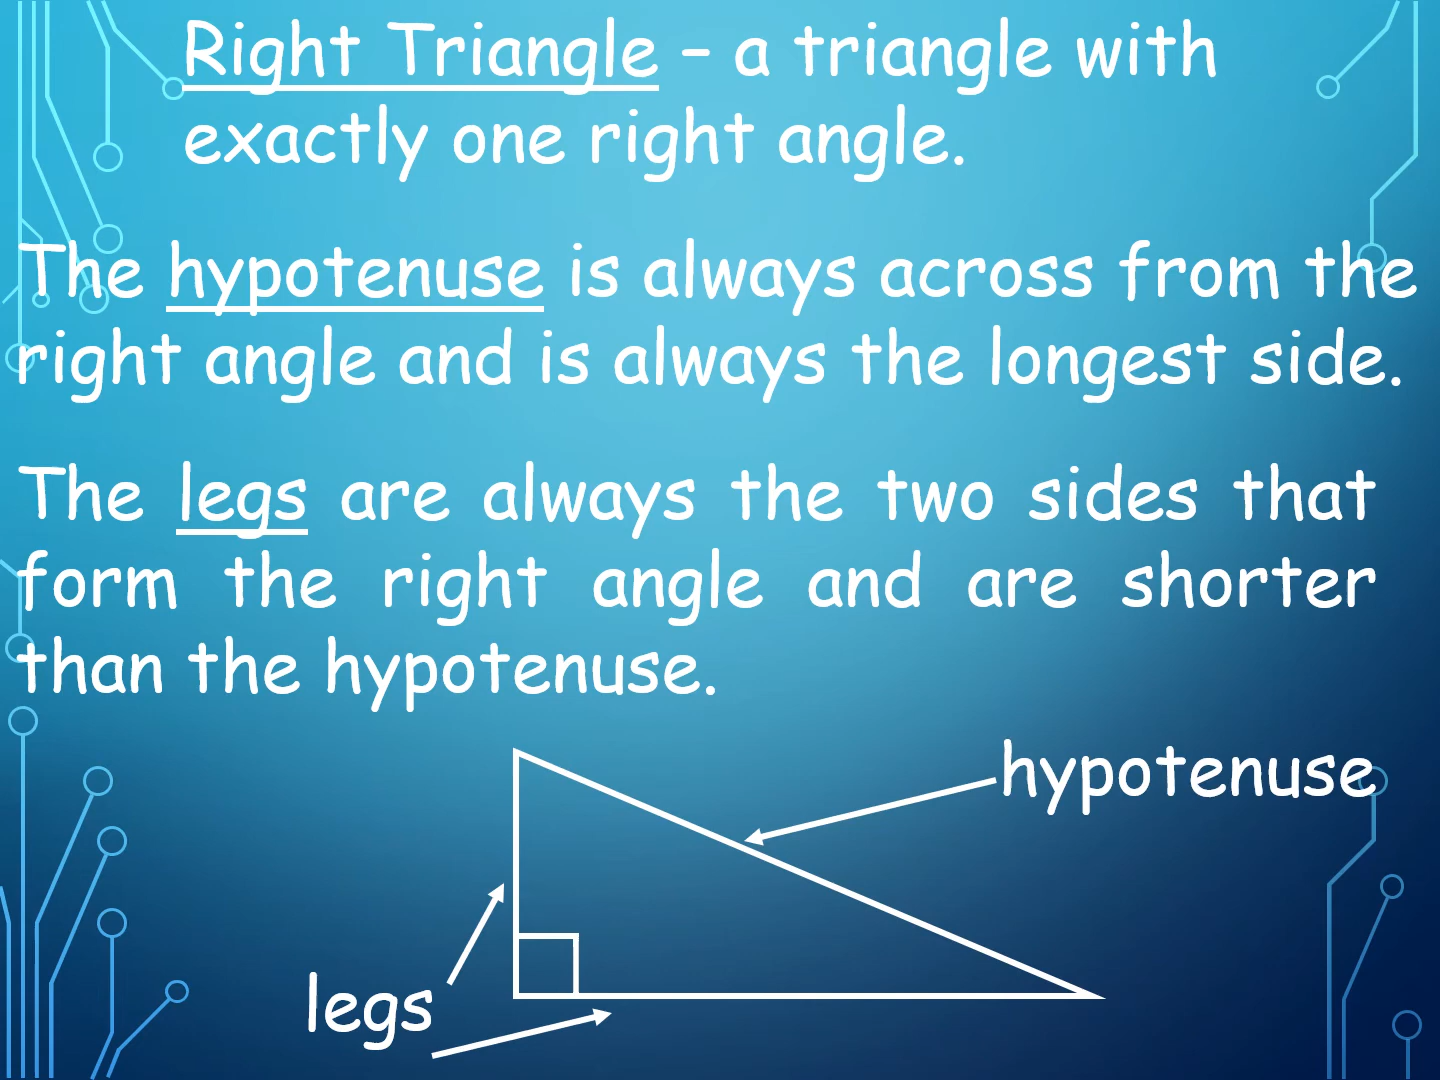 Right Triangle – a triangle with
exactly one right angle.
The hypotenuse is always across from the
right angle and is always the longest side.
The legs are always the two sides that
form the right angle and are shorter
than the hypotenuse.
hypotenuse
legs